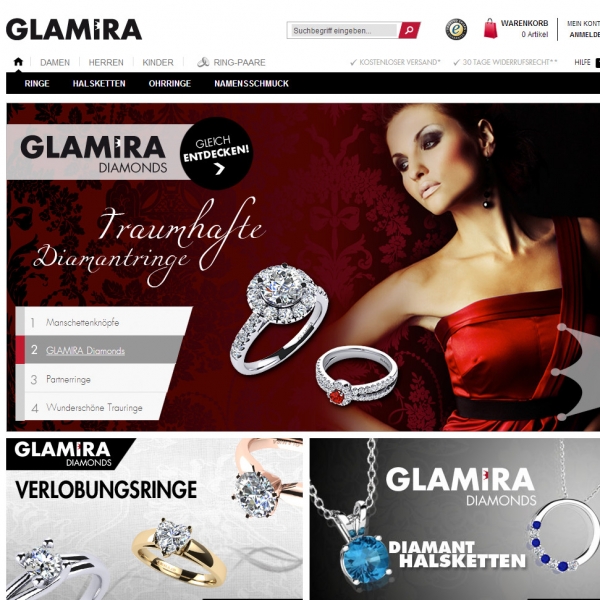 GLAMIRA
Suchbegriff eingeben...
WARENKORB
0 Artikel
MEIN KONT
ANMELDE
DAMEN HERREN KINDER RING-PAARE
KOSTENLOSER VERSAND* 30 TAGE WIDERRUFSRECHT** HILFE
RINGE HALSKETTEN OHRRINGE NAMENSSCHMUCK
GLAMIRA
DIAMONDS
GLEICH
ENTDECKEN!
Traumhafte
Diamantringe
1 Manschettenknöpfe
2 GLAMIRA Diamonds
3 Partnerringe
4 Wunderschöne Trauringe
GLAMIRA
DIAMONDS
VERLOBUNGSRINGE
GLAMIRA
DIAMONDS
DIAMANT
HALSKETTEN